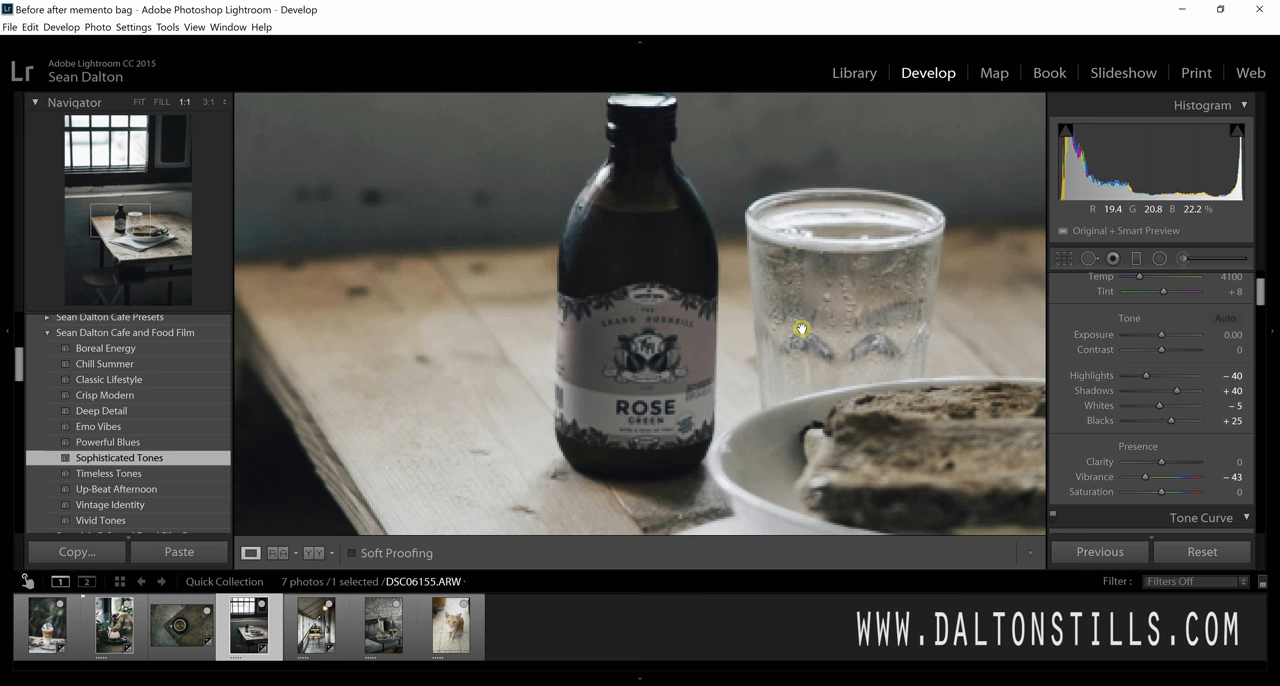 Before after memento bag - Adobe Photoshop Lightroom - Develop
File Edit Develop Photo Settings Tools View Window Help
Lr
Adobe Lightroom CC 2015
Sean Dalton
Library | Develop | Map | Book | Slideshow | Print | Web
Navigator FIT FILL 1:1 3:1
Histogram
R 19.4 G 20.8 B 22.2 %
Original + Smart Preview
Temp 4100
Tint + 8
Tone Auto
Exposure 0.00
Contrast 0
Highlights - 40
Shadows + 40
Whites - 5
Blacks + 25
Presence
Clarity 0
Vibrance - 43
Saturation 0
Tone Curve
Sean Dalton Cafe Presets
Sean Dalton Cafe and Food Film
Boreal Energy
Chill Summer
Classic Lifestyle
Crisp Modern
Deep Detail
Emo Vibes
Powerful Blues
Sophisticated Tones
Timeless Tones
Up-Beat Afternoon
Vintage Identity
Vivid Tones
THE
GRAND HORNBILL
ROSE
GREEN
Copy... Paste
R A Y Y Soft Proofing
Previous Reset
1 2 Quick Collection 7 photos / 1 selected / DSC06155.ARW
Filter : Filters Off
WWW.DALTONSTILLS.COM